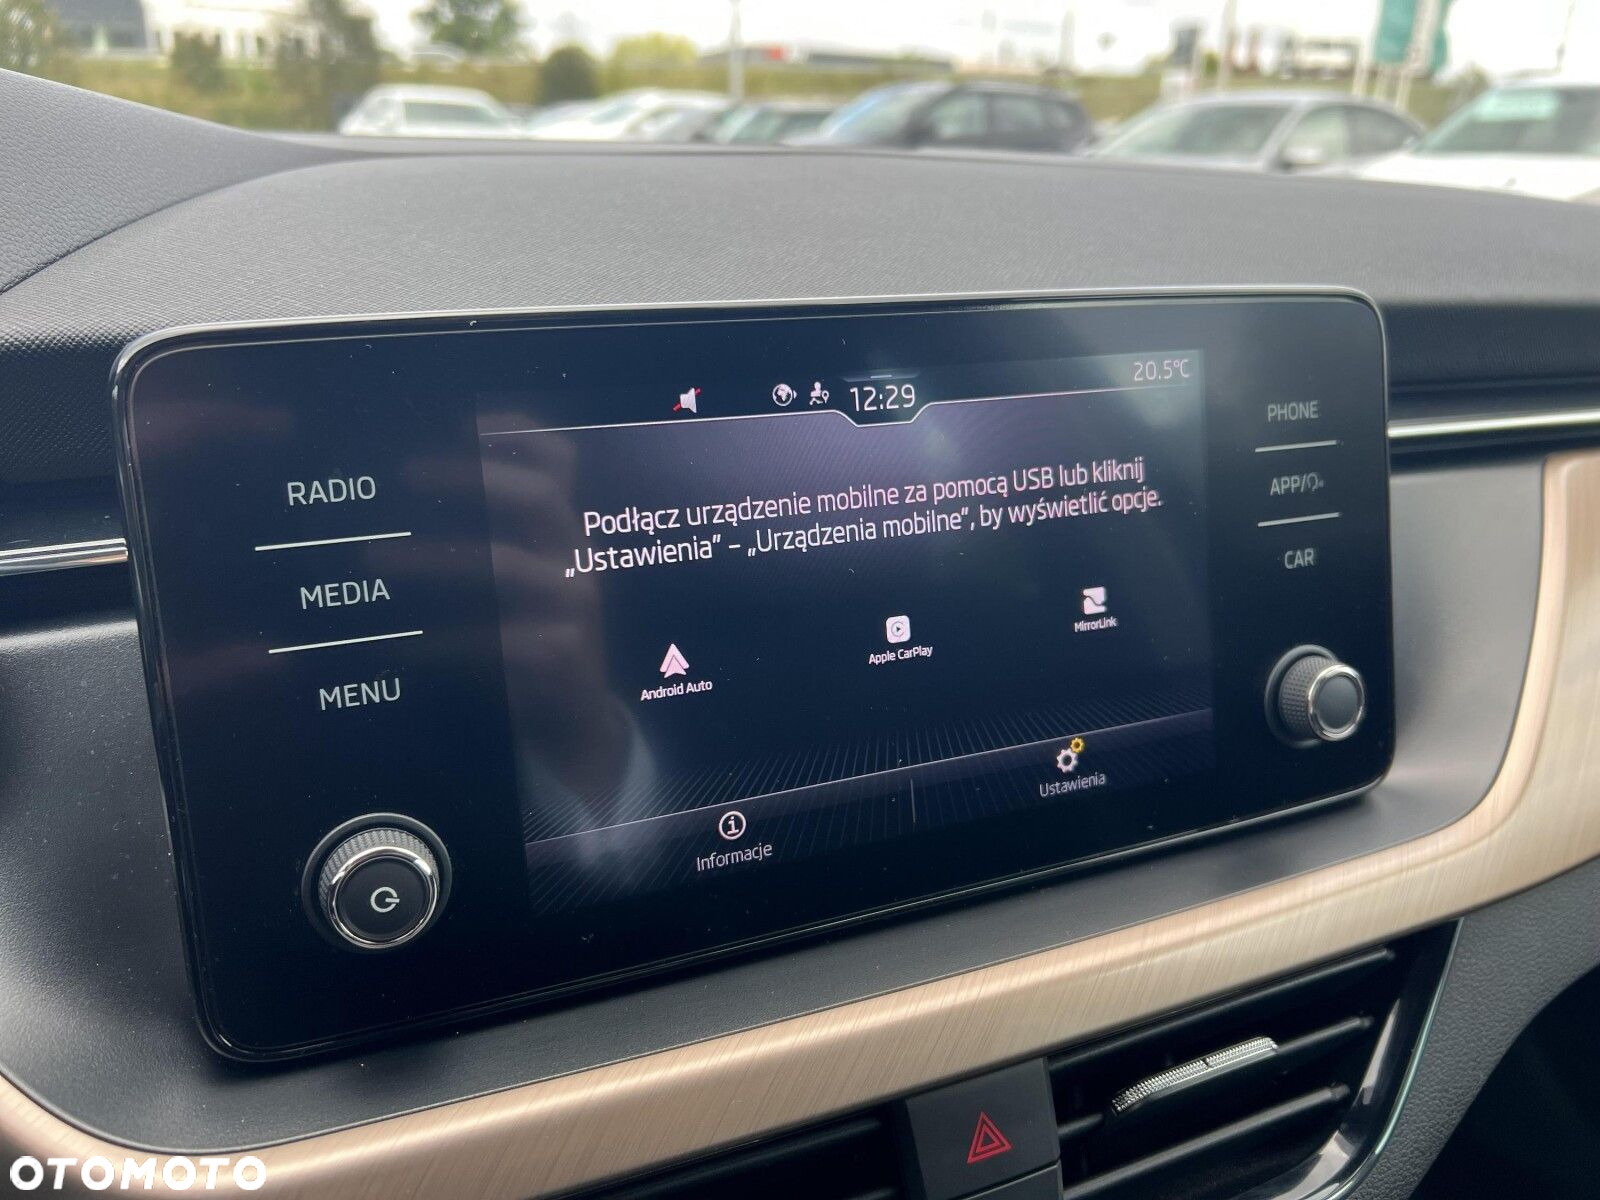 12:29
20.5°C
RADIO
MEDIA
MENU
Podłącz urządzenie mobilne za pomocą USB lub kliknij
„Ustawienia” – „Urządzenia mobilne”, by wyświetlić opcje.
Android Auto
Apple CarPlay
MirrorLink
Informacje
Ustawienia
PHONE
APP/
CAR
OTOMOTO